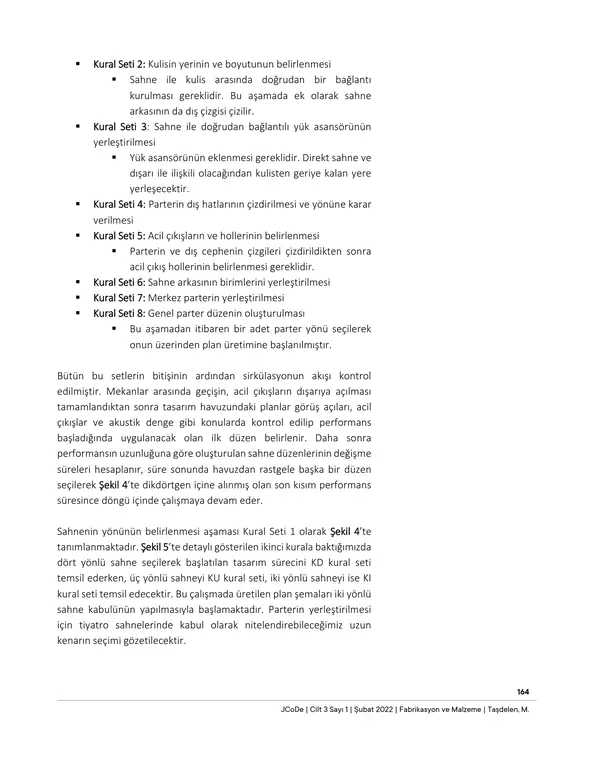 ▪ Kural Seti 2: Kulisin yerinin ve boyutunun belirlenmesi
▪ Sahne ile kulis arasında doğrudan bir bağlantı
kurulması gereklidir. Bu aşamada ek olarak sahne
arkasının da dış çizgisi çizilir.
▪ Kural Seti 3: Sahne ile doğrudan bağlantılı yük asansörünün
yerleştirilmesi
▪ Yük asansörünün eklenmesi gereklidir. Direkt sahne ve
dışarı ile ilişkili olacağından kulisten geriye kalan yere
yerleşecektir.
▪ Kural Seti 4: Parterin dış hatlarının çizdirilmesi ve yönüne karar
verilmesi
▪ Kural Seti 5: Acil çıkışların ve hollerinin belirlenmesi
▪ Parterin ve dış cephenin çizgileri çizdirildikten sonra
acil çıkış hollerinin belirlenmesi gereklidir.
▪ Kural Seti 6: Sahne arkasının birimlerini yerleştirilmesi
▪ Kural Seti 7: Merkez parterin yerleştirilmesi
▪ Kural Seti 8: Genel parter düzenin oluşturulması
▪ Bu aşamadan itibaren bir adet parter yönü seçilerek
onun üzerinden plan üretimine başlanılmıştır.
Bütün bu setlerin bitişinin ardından sirkülasyonun akışı kontrol
edilmiştir. Mekanlar arasında geçişin, acil çıkışların dışarıya açılması
tamamlandıktan sonra tasarım havuzundaki planlar görüş açıları, acil
çıkışlar ve akustik denge gibi konularda kontrol edilip performans
başladığında uygulanacak olan ilk düzen belirlenir. Daha sonra
performansın uzunluğuna göre oluşturulan sahne düzenlerinin değişme
süreleri hesaplanır, süre sonunda havuzdan rastgele başka bir düzen
seçilerek Şekil 4’te dikdörtgen içine alınmış olan son kısım performans
süresince döngü içinde çalışmaya devam eder.
Sahnenin yönünün belirlenmesi aşaması Kural Seti 1 olarak Şekil 4’te
tanımlanmaktadır. Şekil 5’te detaylı gösterilen ikinci kurala baktığımızda
dört yönlü sahne seçilerek başlatılan tasarım sürecini KD kural seti
temsil ederken, üç yönlü sahneyi KU kural seti, iki yönlü sahneyi ise KI
kural seti temsil edecektir. Bu çalışmada üretilen plan şemaları iki yönlü
sahne kabulünün yapılmasıyla başlamaktadır. Parterin yerleştirilmesi
için tiyatro sahnelerinde kabul olarak nitelendirebileceğimiz uzun
kenarın seçimi gözetilecektir.
164
JCoDe | Cilt 3 Sayı 1 | Şubat 2022 | Fabrikasyon ve Malzeme | Taşdelen, M.